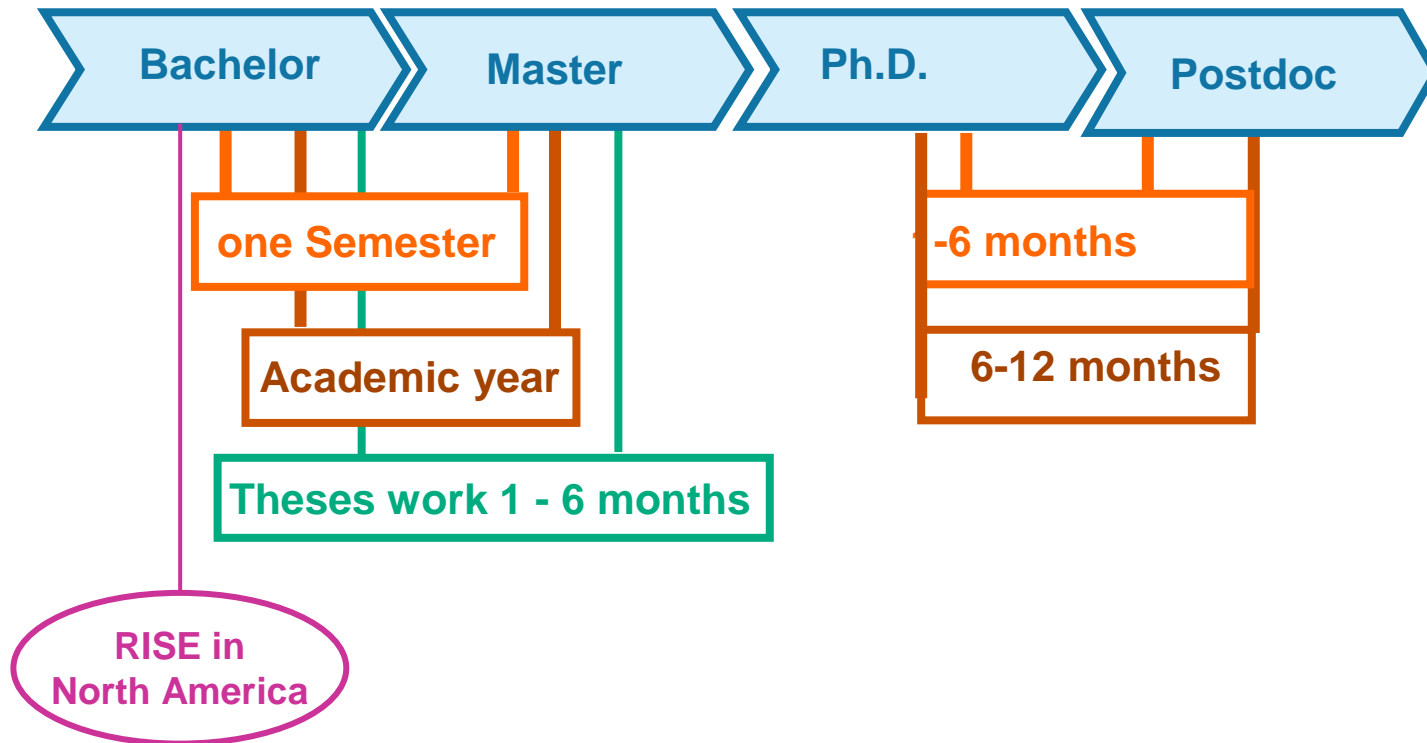 Bachelor
Master
Ph.D.
Postdoc
one Semester
-6 months
Academic year
6-12 months
Theses work 1 - 6 months
RISE in
North America